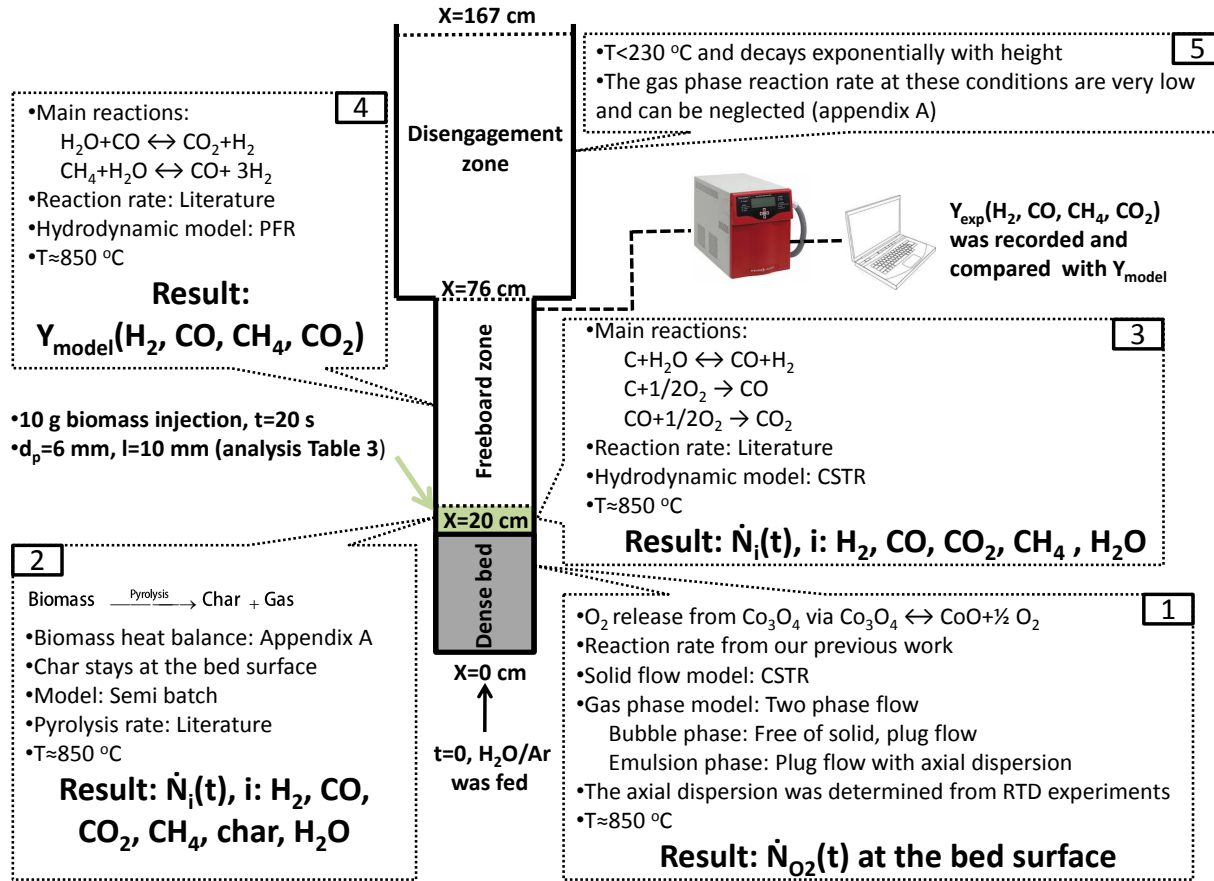 X=167 cm
•T<230 °C and decays exponentially with height
•The gas phase reaction rate at these conditions are very low
and can be neglected (appendix A)
5
4
•Main reactions:
H₂O+CO ↔ CO₂+H₂
CH₄+H₂O ↔ CO+ 3H₂
•Reaction rate: Literature
•Hydrodynamic model: PFR
•T≈850 °C
Result:
Y_model(H₂, CO, CH₄, CO₂)
Disengagement
zone
Y_exp(H₂, CO, CH₄, CO₂)
was recorded and
compared with Y_model
X=76 cm
Freeboard zone
3
•Main reactions:
C+H₂O ↔ CO+H₂
C+1/2O₂ → CO
CO+1/2O₂ → CO₂
•Reaction rate: Literature
•Hydrodynamic model: CSTR
•T≈850 °C
Result: Ṅᵢ(t), i: H₂, CO, CO₂, CH₄ , H₂O
•10 g biomass injection, t=20 s
•dₚ=6 mm, l=10 mm (analysis Table 3)
X=20 cm
Dense bed
X=0 cm
t=0, H₂O/Ar
was fed
2
Biomass —Pyrolysis→ Char + Gas
•Biomass heat balance: Appendix A
•Char stays at the bed surface
•Model: Semi batch
•Pyrolysis rate: Literature
•T≈850 °C
Result: Ṅᵢ(t), i: H₂, CO,
CO₂, CH₄, char, H₂O
1
•O₂ release from Co₃O₄ via Co₃O₄ ↔ CoO+½ O₂
•Reaction rate from our previous work
•Solid flow model: CSTR
•Gas phase model: Two phase flow
Bubble phase: Free of solid, plug flow
Emulsion phase: Plug flow with axial dispersion
•The axial dispersion was determined from RTD experiments
•T≈850 °C
Result: Ṅ_O2(t) at the bed surface